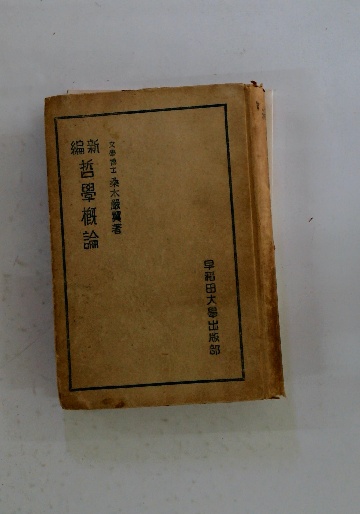 新編 哲學概論
文學博士 桑木嚴翼著
早稻田大學出版部